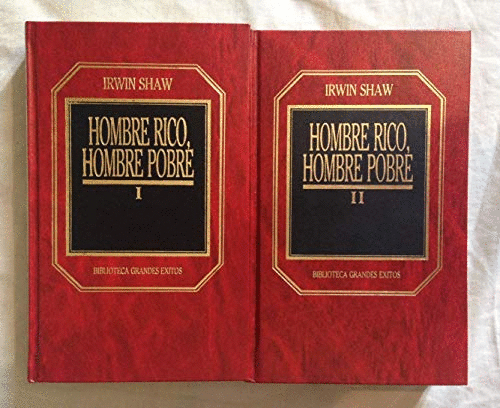 IRWIN SHAW
HOMBRE RICO,
HOMBRE POBRE
I
BIBLIOTECA GRANDES EXITOS
IRWIN SHAW
HOMBRE RICO,
HOMBRE POBRE
II
BIBLIOTECA GRANDES EXITOS